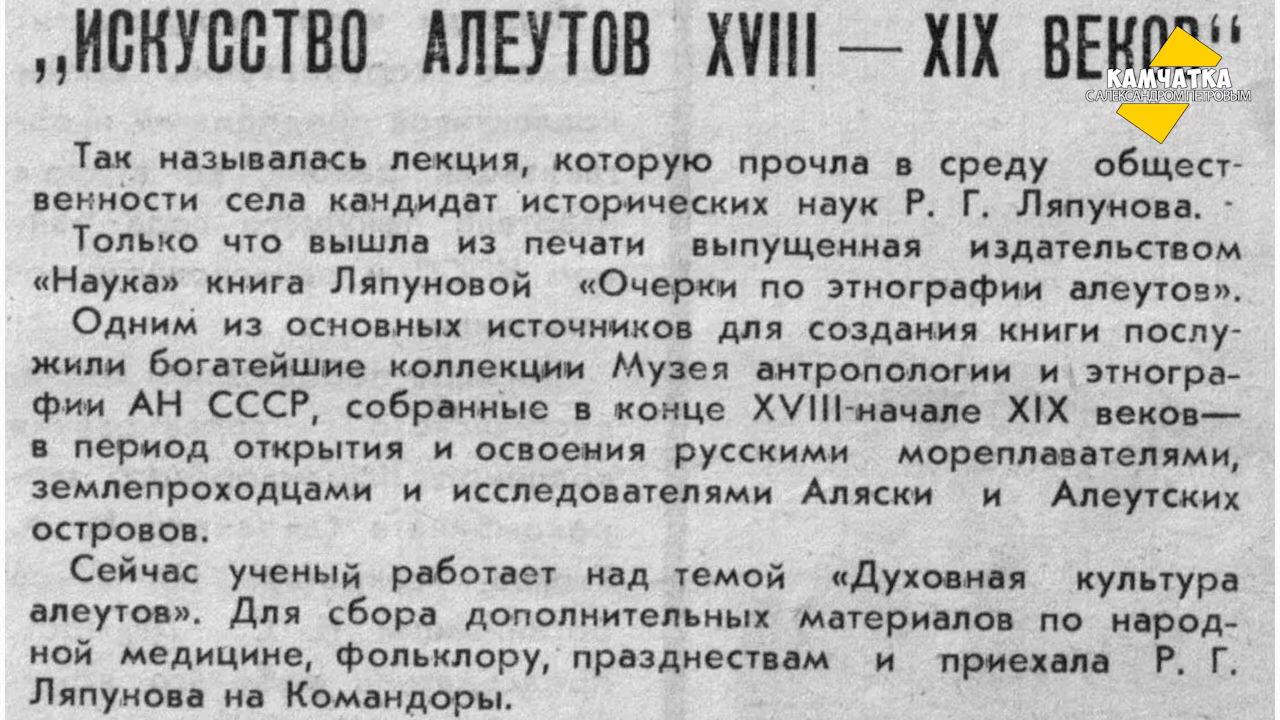 „ИСКУССТВО АЛЕУТОВ XVIII — XIX ВЕКОВ“
КАМЧАТКА
С АЛЕКСАНДРОМ ПЕТРОВЫМ
Так называлась лекция, которую прочла в среду общест-
венности села кандидат исторических наук Р. Г. Ляпунова.
Только что вышла из печати выпущенная издательством
«Наука» книга Ляпуновой «Очерки по этнографии алеутов».
Одним из основных источников для создания книги послу-
жили богатейшие коллекции Музея антропологии и этногра-
фии АН СССР, собранные в конце XVIII-начале XIX веков—
в период открытия и освоения русскими мореплавателями,
землепроходцами и исследователями Аляски и Алеутских
островов.
Сейчас ученый работает над темой «Духовная культура
алеутов». Для сбора дополнительных материалов по народ-
ной медицине, фольклору, празднествам и приехала Р. Г.
Ляпунова на Командоры.